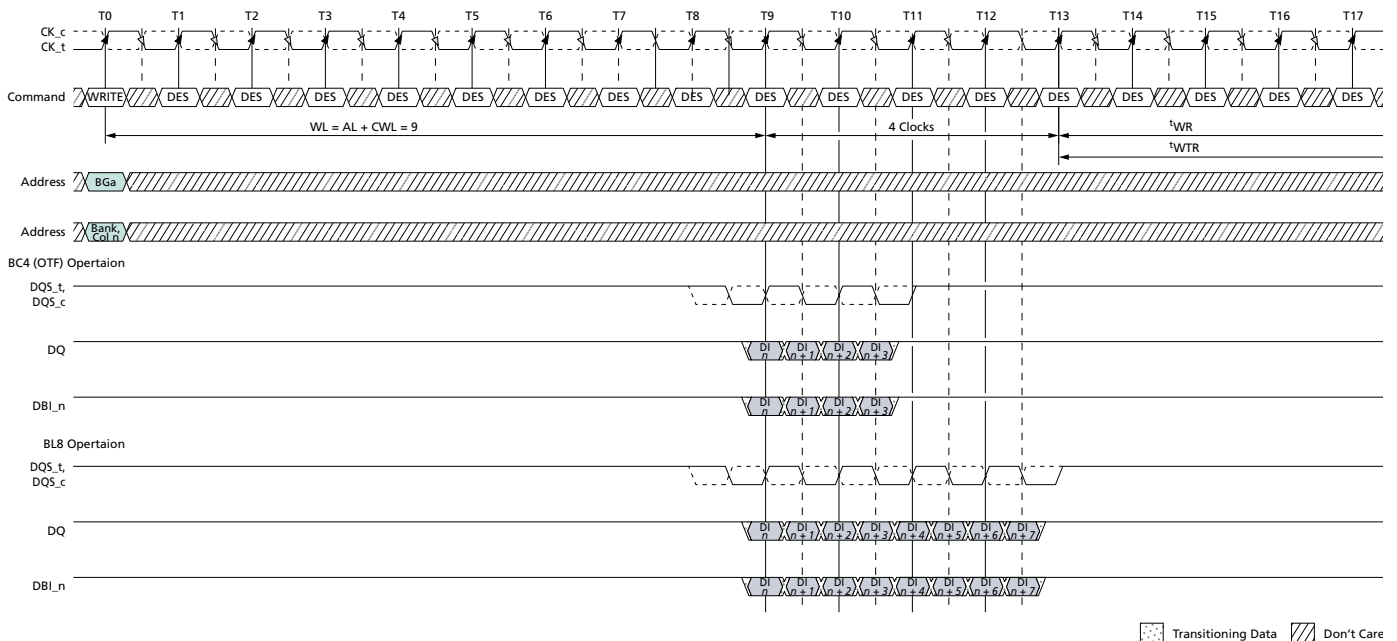 T0 T1 T2 T3 T4 T5 T6 T7 T8 T9 T10 T11 T12 T13 T14 T15 T16 T17
CK_c
CK_t
Command WRITE DES DES DES DES DES DES DES DES DES DES DES DES DES DES DES DES DES
WL = AL + CWL = 9 4 Clocks tWR
tWTR
Address BGa
Address Bank, Col n
BC4 (OTF) Opertaion
DQS_t,
DQS_c
DQ DI n DI n + 1 DI n + 2 DI n + 3
DBI_n DI n DI n + 1 DI n + 2 DI n + 3
BL8 Opertaion
DQS_t,
DQS_c
DQ DI n DI n + 1 DI n + 2 DI n + 3 DI n + 4 DI n + 5 DI n + 6 DI n + 7
DBI_n DI n DI n + 1 DI n + 2 DI n + 3 DI n + 4 DI n + 5 DI n + 6 DI n + 7
Transitioning Data Don't Care